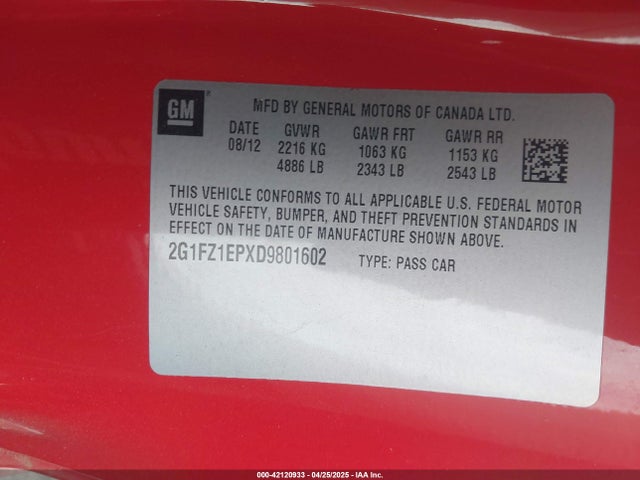 GM
MFD BY GENERAL MOTORS OF CANADA LTD.
DATE GVWR GAWR FRT GAWR RR
08/12 2216 KG 1063 KG 1153 KG
4886 LB 2343 LB 2543 LB
THIS VEHICLE CONFORMS TO ALL APPLICABLE U.S. FEDERAL MOTOR
VEHICLE SAFETY, BUMPER, AND THEFT PREVENTION STANDARDS IN
EFFECT ON THE DATE OF MANUFACTURE SHOWN ABOVE.
2G1FZ1EPXD9801602 TYPE: PASS CAR
000-42120933 - 04/25/2025 - IAA Inc.